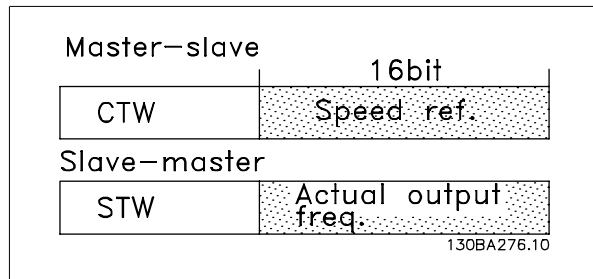 Master-slave
16bit
CTW
Speed ref.
Slave-master
STW
Actual output
freq.
130BA276.10